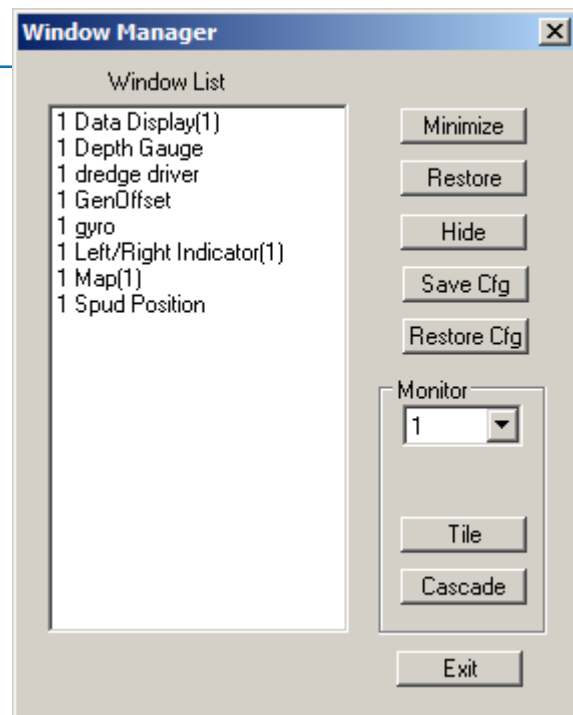 Window Manager
Window List
1 Data Display(1)
1 Depth Gauge
1 dredge driver
1 GenOffset
1 gyro
1 Left/Right Indicator(1)
1 Map(1)
1 Spud Position
Minimize
Restore
Hide
Save Cfg
Restore Cfg
Monitor
1
Tile
Cascade
Exit